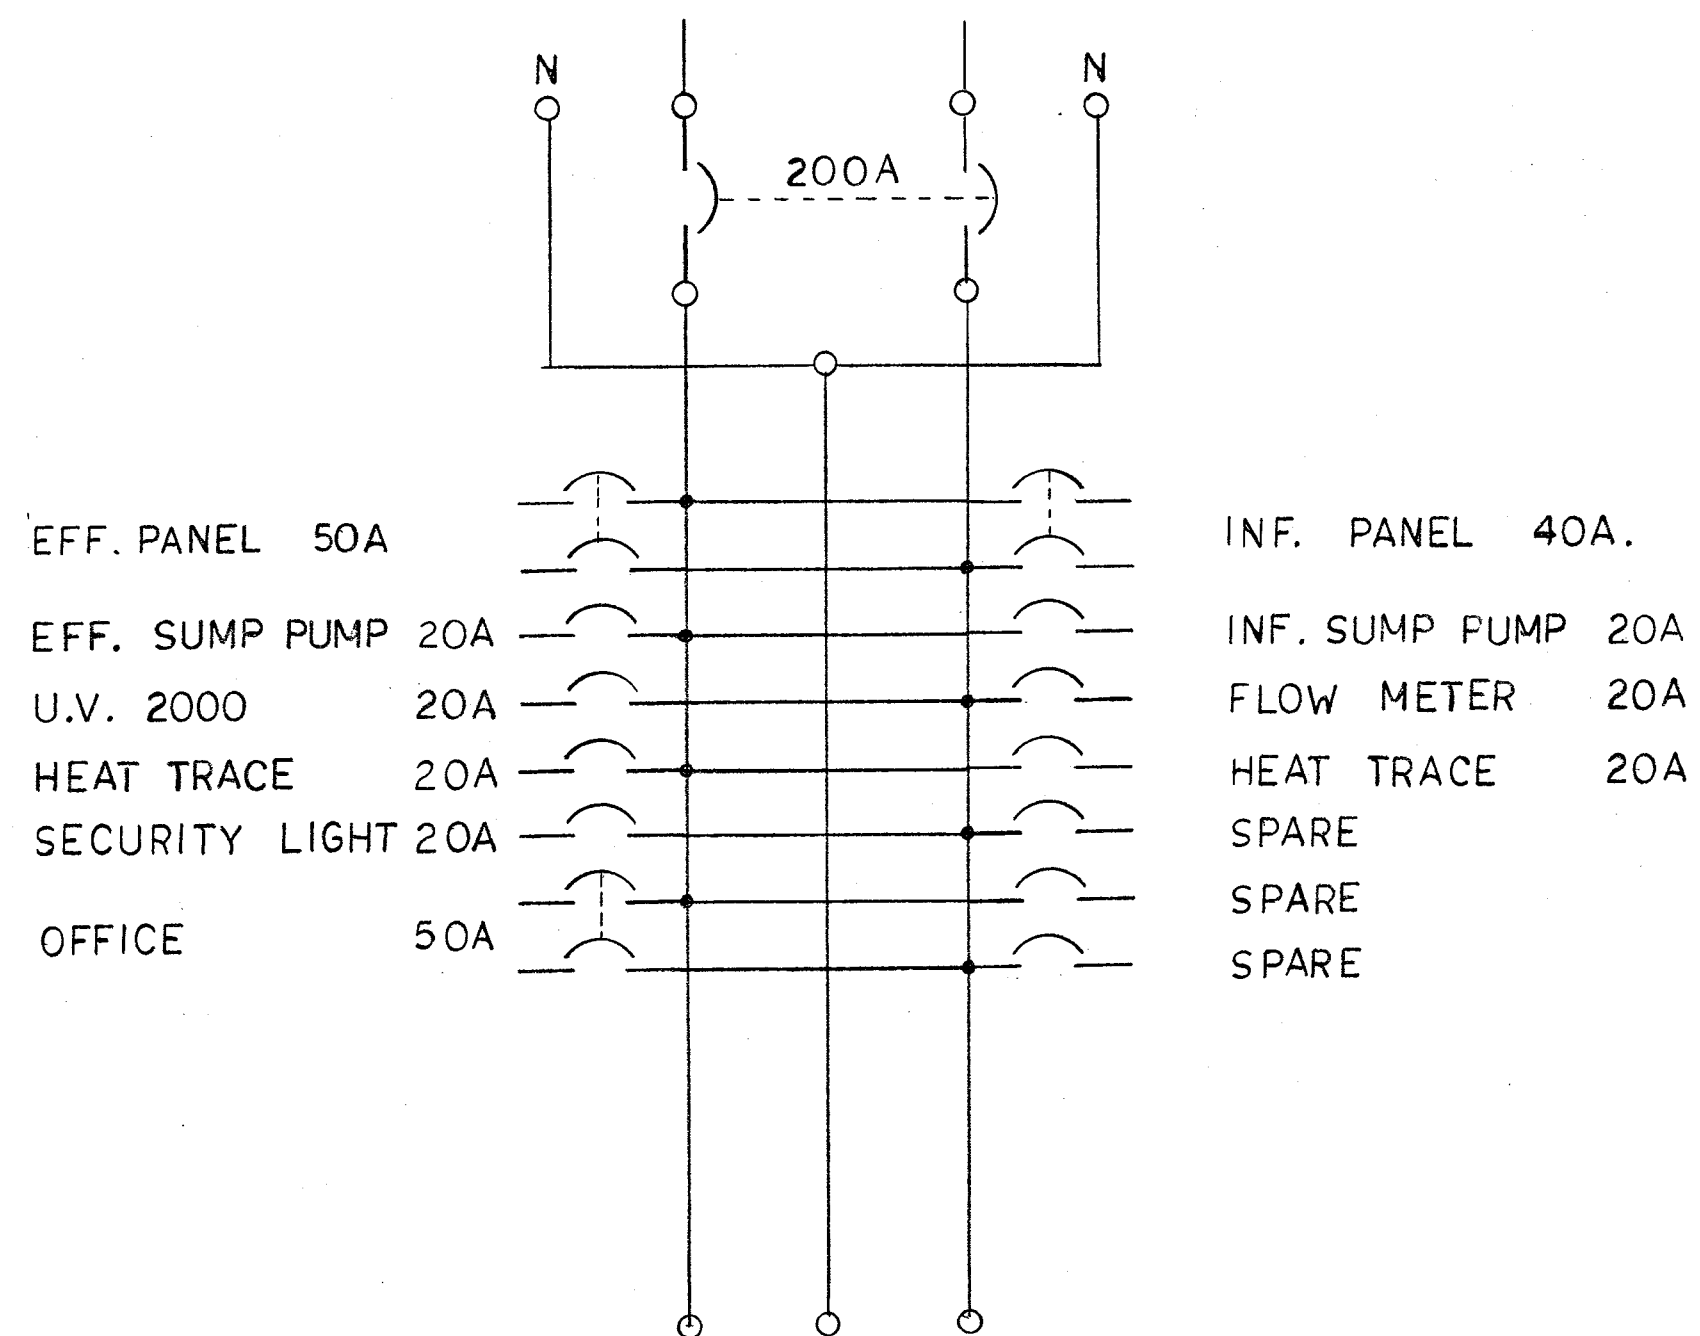 N N
200A
EFF. PANEL 50A INF. PANEL 40A.
EFF. SUMP PUMP 20A INF. SUMP PUMP 20A
U.V. 2000 20A FLOW METER 20A
HEAT TRACE 20A HEAT TRACE 20A
SECURITY LIGHT 20A SPARE
SPARE
OFFICE 50A
SPARE